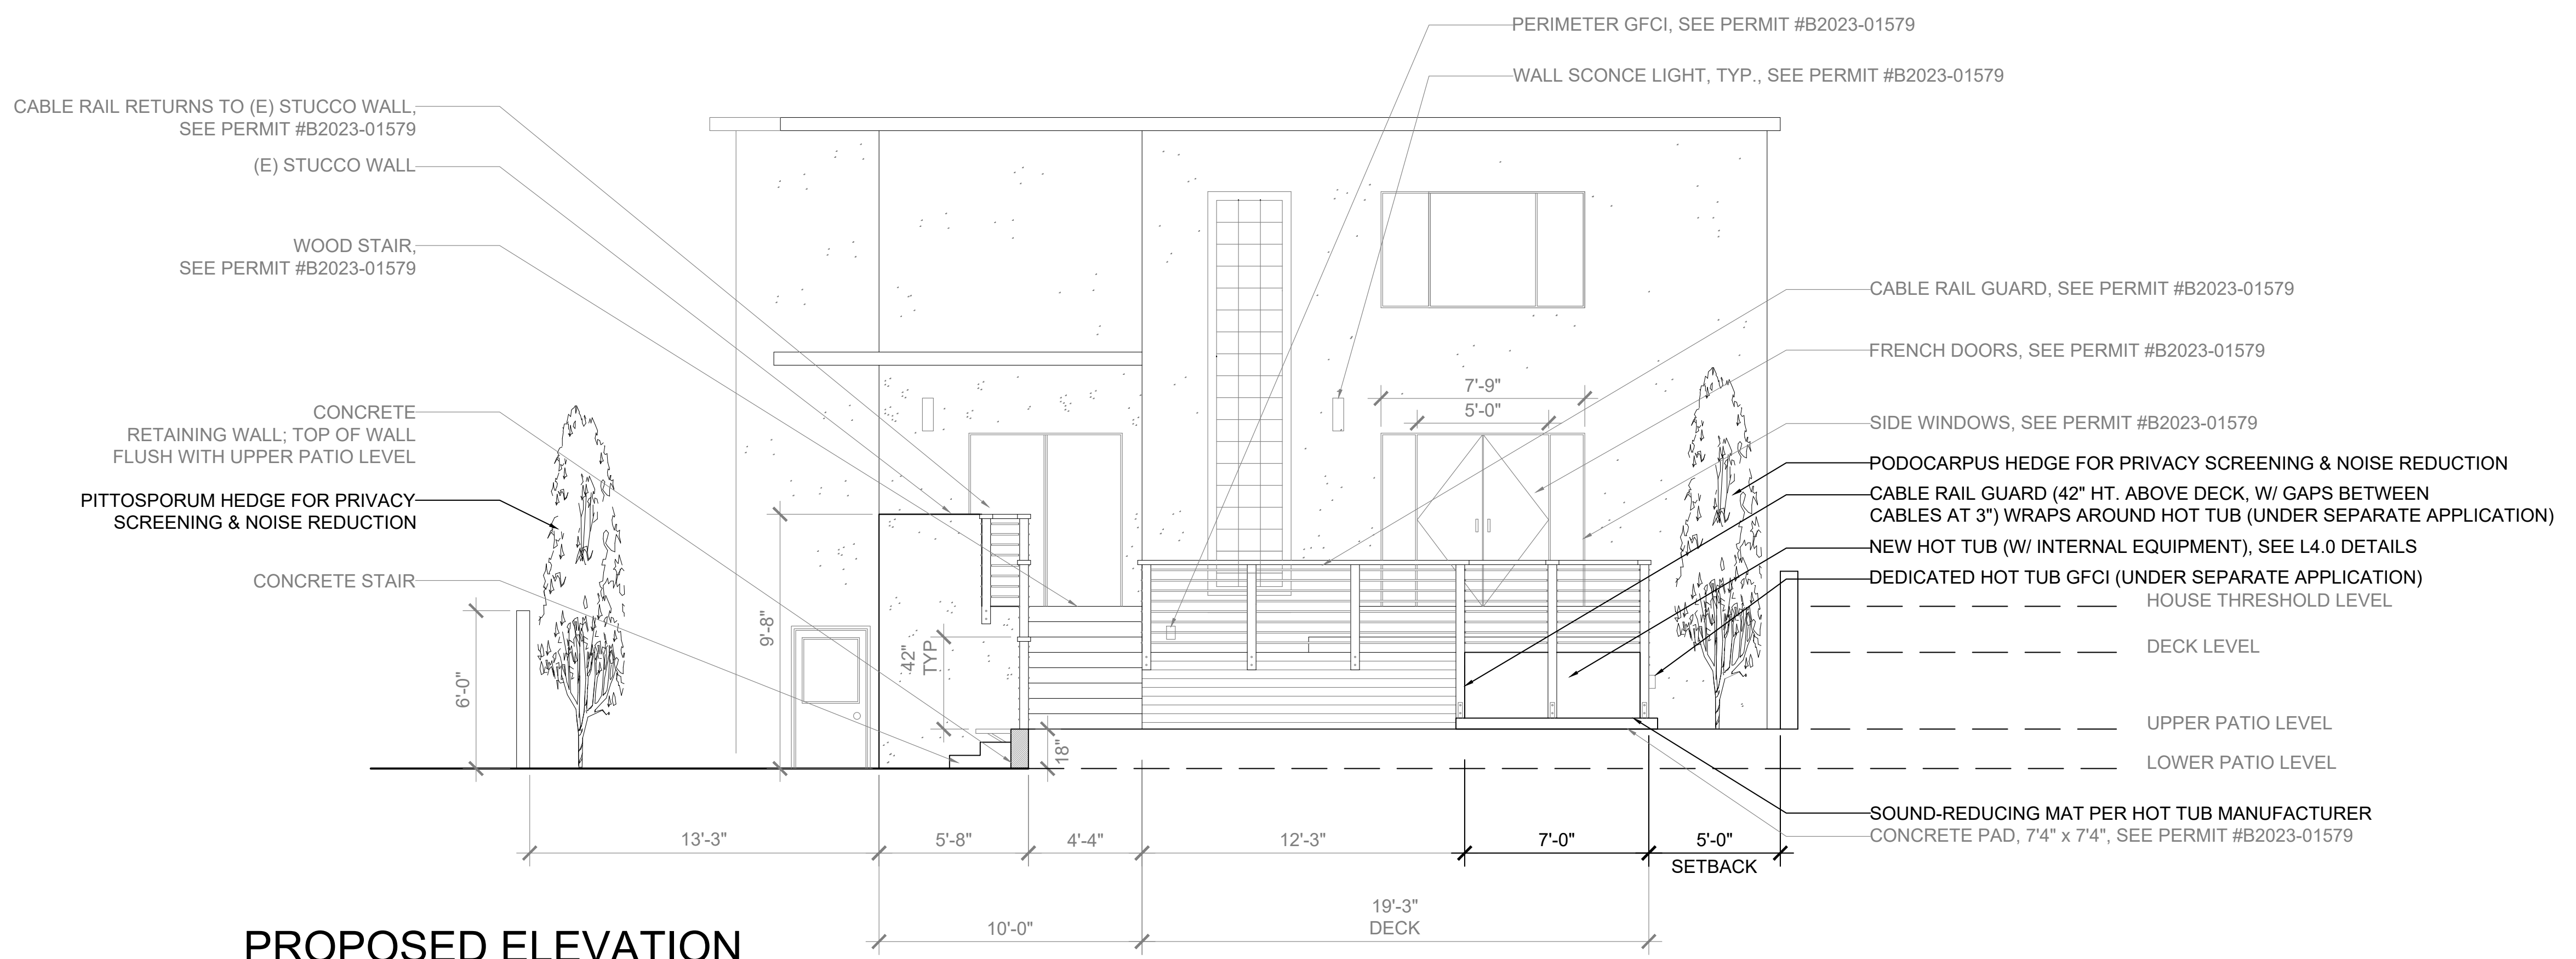 PERIMETER GFCI, SEE PERMIT #B2023-01579
WALL SCONCE LIGHT, TYP., SEE PERMIT #B2023-01579
CABLE RAIL RETURNS TO (E) STUCCO WALL,
SEE PERMIT #B2023-01579
(E) STUCCO WALL
WOOD STAIR,
SEE PERMIT #B2023-01579
CONCRETE
RETAINING WALL; TOP OF WALL
FLUSH WITH UPPER PATIO LEVEL
PITTOSPORUM HEDGE FOR PRIVACY
SCREENING & NOISE REDUCTION
CONCRETE STAIR
CABLE RAIL GUARD, SEE PERMIT #B2023-01579
FRENCH DOORS, SEE PERMIT #B2023-01579
SIDE WINDOWS, SEE PERMIT #B2023-01579
PODOCARPUS HEDGE FOR PRIVACY SCREENING & NOISE REDUCTION
CABLE RAIL GUARD (42" HT. ABOVE DECK, W/ GAPS BETWEEN
CABLES AT 3") WRAPS AROUND HOT TUB (UNDER SEPARATE APPLICATION)
NEW HOT TUB (W/ INTERNAL EQUIPMENT), SEE L4.0 DETAILS
DEDICATED HOT TUB GFCI (UNDER SEPARATE APPLICATION)
HOUSE THRESHOLD LEVEL
DECK LEVEL
UPPER PATIO LEVEL
LOWER PATIO LEVEL
SOUND-REDUCING MAT PER HOT TUB MANUFACTURER
CONCRETE PAD, 7'4" x 7'4", SEE PERMIT #B2023-01579
7'-9"
5'-0"
6'-0"
9'-8"
42"
TYP
18"
13'-3"
5'-8"
4'-4"
12'-3"
7'-0"
5'-0"
SETBACK
10'-0"
19'-3"
DECK
PROPOSED ELEVATION